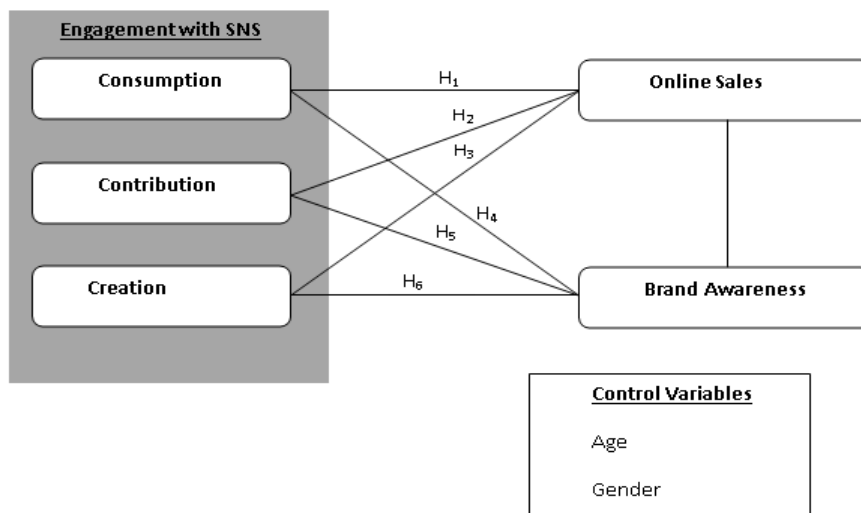 Engagement with SNS
Consumption
H₁
Online Sales
H₂
H₃
Contribution
H₄
H₅
Creation
H₆
Brand Awareness
Control Variables
Age
Gender